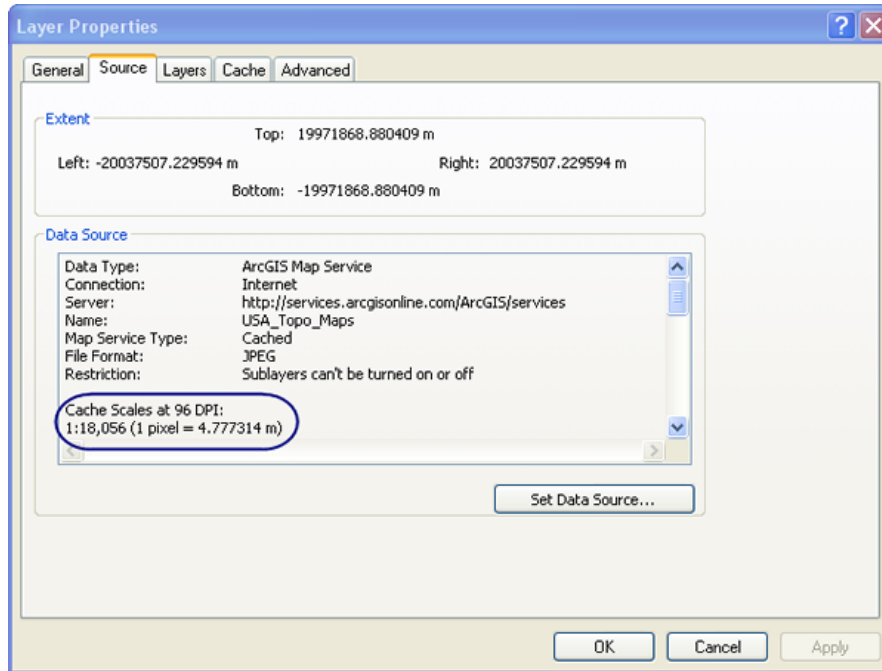 Layer Properties
General Source Layers Cache Advanced
Extent
Top: 19971868.880409 m
Left: -20037507.229594 m Right: 20037507.229594 m
Bottom: -19971868.880409 m
Data Source
Data Type: ArcGIS Map Service
Connection: Internet
Server: http://services.arcgisonline.com/ArcGIS/services
Name: USA_Topo_Maps
Map Service Type: Cached
File Format: JPEG
Restriction: Sublayers can't be turned on or off
Cache Scales at 96 DPI:
1:18,056 (1 pixel = 4.777314 m)
Set Data Source...
OK Cancel Apply